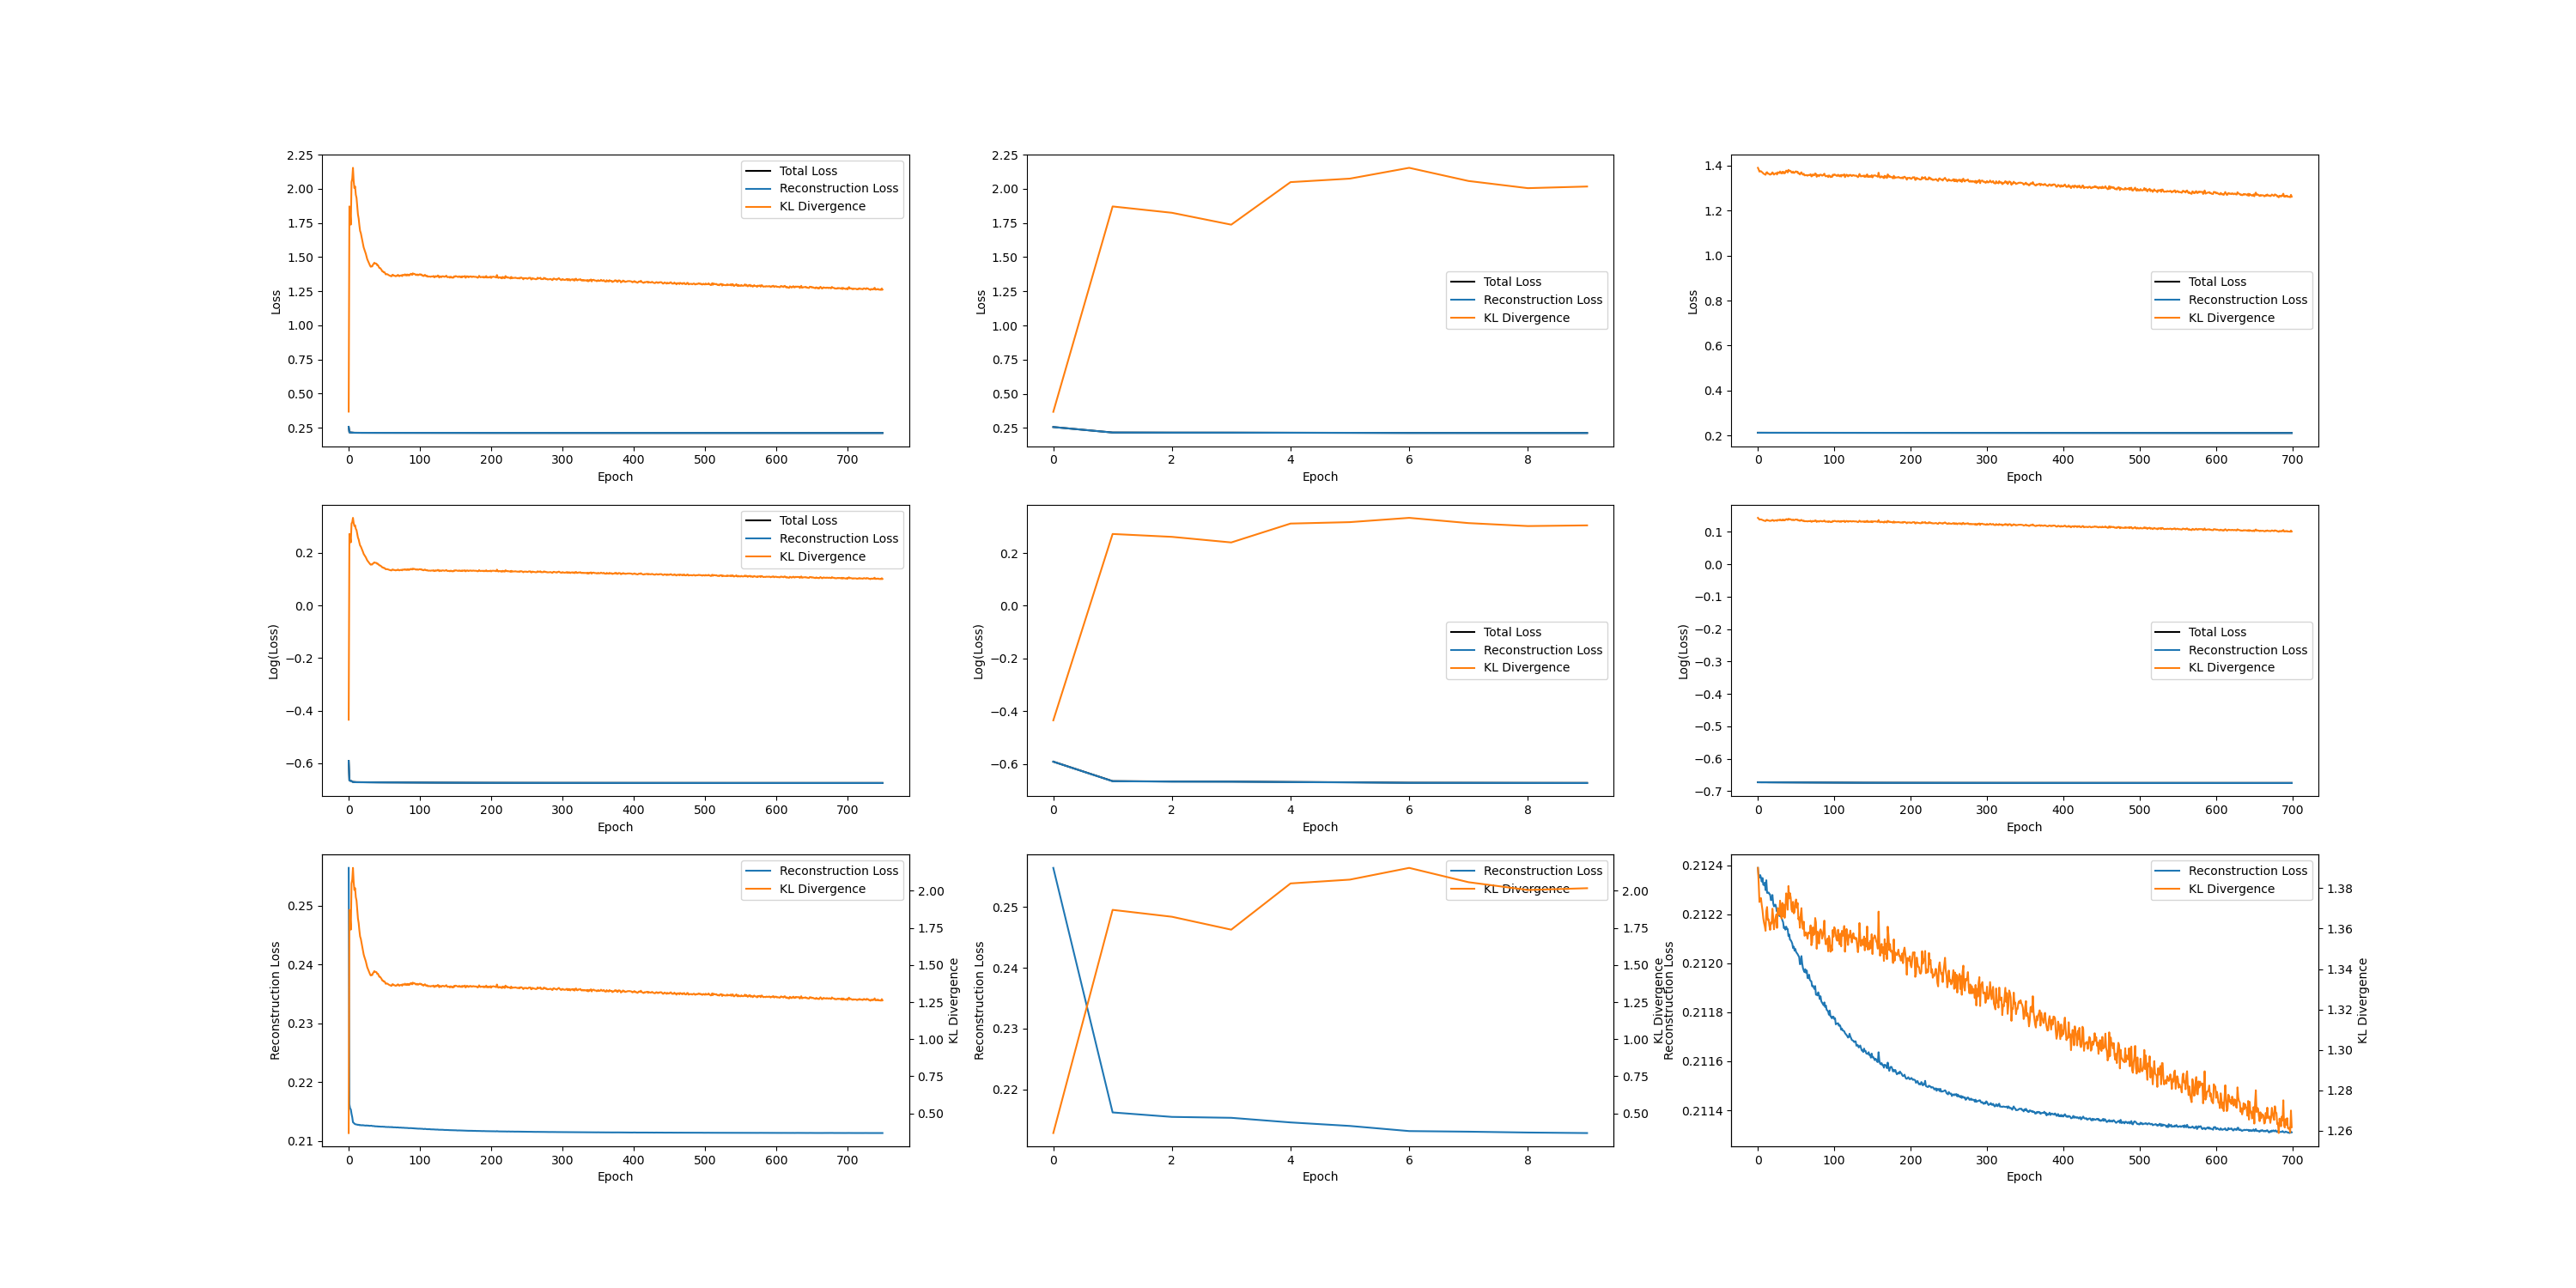 2.25
2.00
1.75
1.50
1.25
1.00
0.75
0.50
0.25
Loss
0 100 200 300 400 500 600 700
Epoch
Total Loss
Reconstruction Loss
KL Divergence
2.25
2.00
1.75
1.50
1.25
1.00
0.75
0.50
0.25
Loss
0 2 4 6 8
Epoch
Total Loss
Reconstruction Loss
KL Divergence
1.4
1.2
1.0
0.8
0.6
0.4
0.2
Loss
0 100 200 300 400 500 600 700
Epoch
Total Loss
Reconstruction Loss
KL Divergence
0.2
0.0
−0.2
−0.4
−0.6
Log(Loss)
0 100 200 300 400 500 600 700
Epoch
Total Loss
Reconstruction Loss
KL Divergence
0.2
0.0
−0.2
−0.4
−0.6
Log(Loss)
0 2 4 6 8
Epoch
Total Loss
Reconstruction Loss
KL Divergence
0.1
0.0
−0.1
−0.2
−0.3
−0.4
−0.5
−0.6
−0.7
Log(Loss)
0 100 200 300 400 500 600 700
Epoch
Total Loss
Reconstruction Loss
KL Divergence
0.25
0.24
0.23
0.22
0.21
Reconstruction Loss
0 100 200 300 400 500 600 700
Epoch
Reconstruction Loss
KL Divergence
2.00
1.75
1.50
1.25
1.00
0.75
0.50
KL Divergence
0.25
0.24
0.23
0.22
Reconstruction Loss
0 2 4 6 8
Epoch
Reconstruction Loss
KL Divergence
2.00
1.75
1.50
1.25
1.00
0.75
0.50
KL Divergence
0.2124
0.2122
0.2120
0.2118
0.2116
0.2114
Reconstruction Loss
0 100 200 300 400 500 600 700
Epoch
Reconstruction Loss
KL Divergence
1.38
1.36
1.34
1.32
1.30
1.28
1.26
KL Divergence